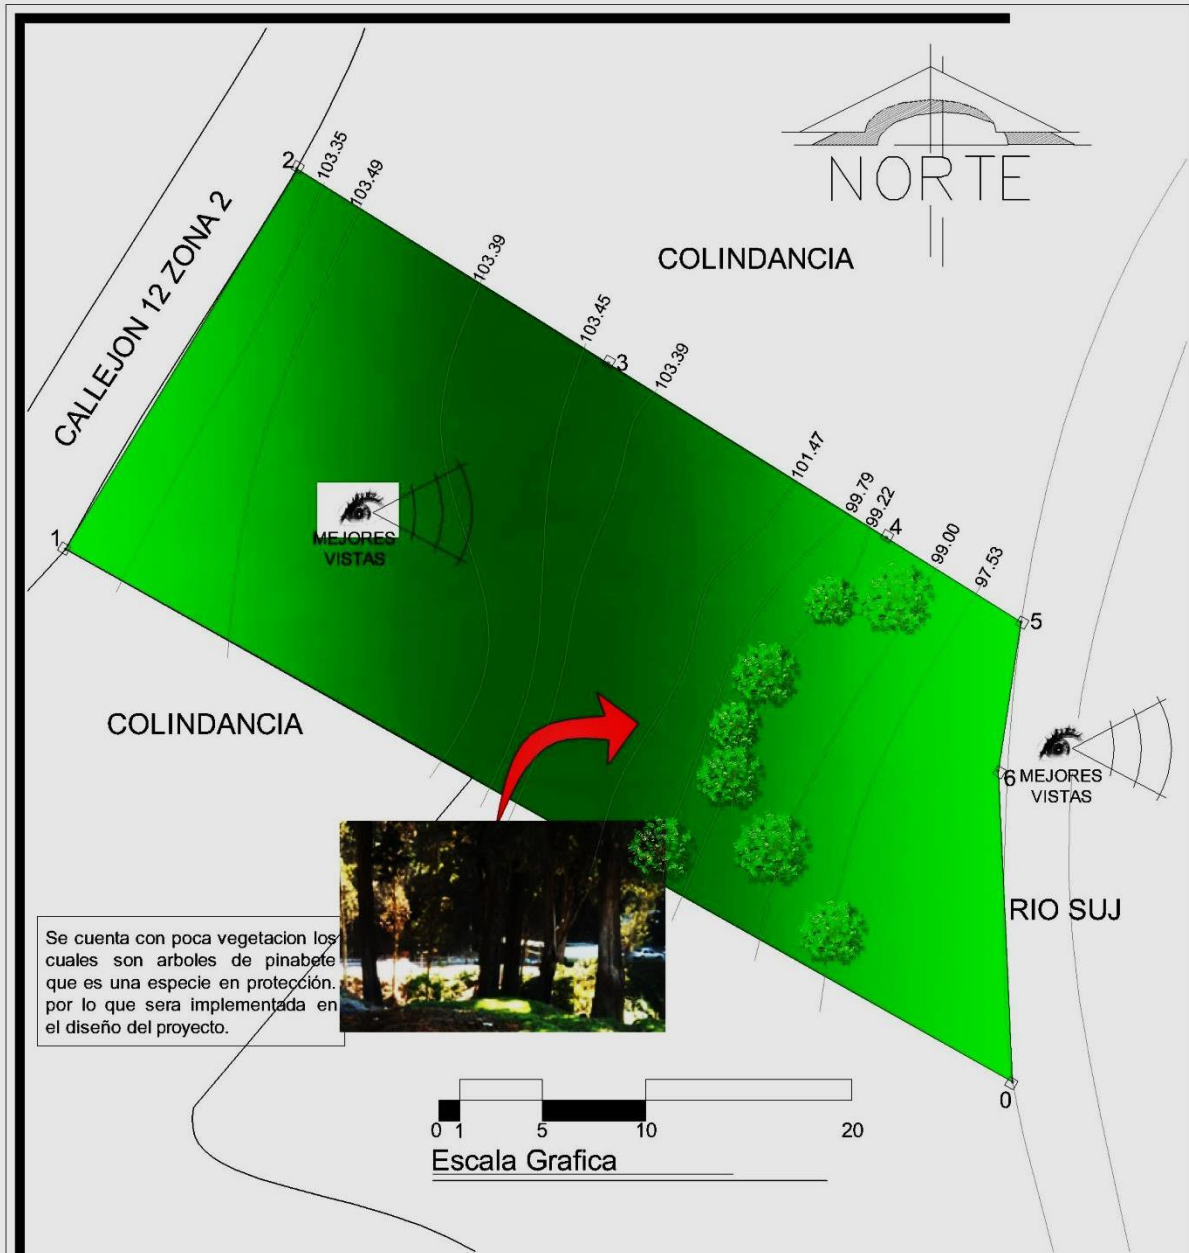 NORTE
2
103.35
103.49
103.39
103.45
3
103.39
101.47
99.79
99.22
4
99.00
97.53
5
COLINDANCIA
CALLEJON 12 ZONA 2
1
MEJORES
VISTAS
COLINDANCIA
6
MEJORES
VISTAS
RIO SUJ
Se cuenta con poca vegetacion los
cuales son arboles de pinabete
que es una especie en protección.
por lo que sera implementada en
el diseño del proyecto.
0
0 1 5 10 20
Escala Grafica